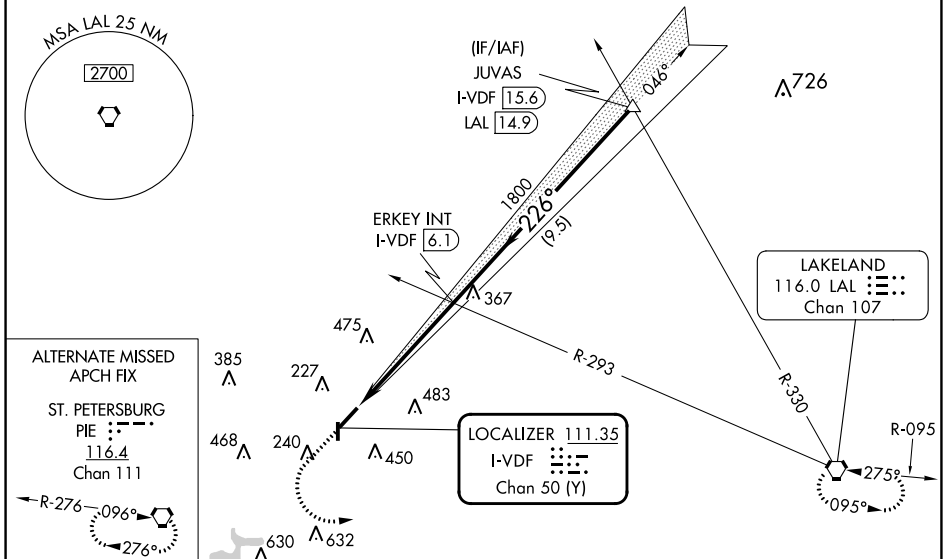 MSA LAL 25 NM
2700
(IF/IAF)
JUVAS
I-VDF 15.6
LAL 14.9
046°
726
1800
226°
(9.5)
ERKEY INT
I-VDF 6.1
367
LAKELAND
116.0 LAL
Chan 107
475
R-293
R-330
ALTERNATE MISSED
APCH FIX
ST. PETERSBURG
PIE
116.4
Chan 111
R-276
096°
276°
385
227
483
468
240
450
LOCALIZER 111.35
I-VDF
Chan 50 (Y)
R-095
275°
095°
630
632